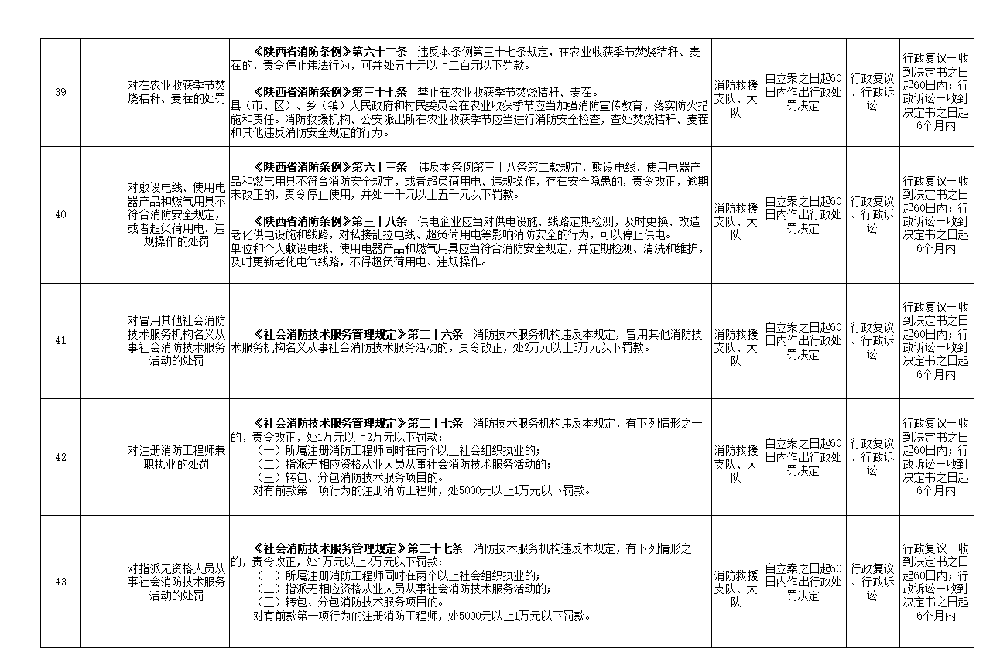 39
对在农业收获季节焚
烧秸秆、麦茬的处罚
《陕西省消防条例》第六十二条　违反本条例第三十七条规定，在农业收获季节焚烧秸秆、麦
茬的，责令停止违法行为，可并处五十元以上二百元以下罚款。
《陕西省消防条例》第三十七条　禁止在农业收获季节焚烧秸秆、麦茬。
县（市、区）、乡（镇）人民政府和村民委员会在农业收获季节应当加强消防宣传教育，落实防火措
施和责任。消防救援机构、公安派出所在农业收获季节应当进行消防安全检查，查处焚烧秸秆、麦茬
和其他违反消防安全规定的行为。
消防救援
支队、大
队
自立案之日起60
日内作出行政处
罚决定
行政复议
、行政诉
讼
行政复议—收
到决定书之日
起60日内；行
政诉讼—收到
决定书之日起
6个月内
40
对敷设电线、使用电
器产品和燃气用具不
符合消防安全规定，
或者超负荷用电、违
规操作的处罚
《陕西省消防条例》第六十三条　违反本条例第三十八条第二款规定，敷设电线、使用电器产
品和燃气用具不符合消防安全规定，或者超负荷用电、违规操作，存在安全隐患的，责令改正，逾期
未改正的，责令停止使用，并处一千元以上五千元以下罚款。
《陕西省消防条例》第三十八条　供电企业应当对供电设施、线路定期检测，及时更换、改造
老化供电设施和线路，对私接乱拉电线、超负荷用电等影响消防安全的行为，可以停止供电。
单位和个人敷设电线、使用电器产品和燃气用具应当符合消防安全规定，并定期检测、清洗和维护，
及时更新老化电气线路，不得超负荷用电、违规操作。
消防救援
支队、大
队
自立案之日起60
日内作出行政处
罚决定
行政复议
、行政诉
讼
行政复议—收
到决定书之日
起60日内；行
政诉讼—收到
决定书之日起
6个月内
41
对冒用其他社会消防
技术服务机构名义从
事社会消防技术服务
活动的处罚
《社会消防技术服务管理规定》第二十六条　消防技术服务机构违反本规定，冒用其他消防技
术服务机构名义从事社会消防技术服务活动的，责令改正，处2万元以上3万元以下罚款。
消防救援
支队、大
队
自立案之日起60
日内作出行政处
罚决定
行政复议
、行政诉
讼
行政复议—收
到决定书之日
起60日内；行
政诉讼—收到
决定书之日起
6个月内
42
对注册消防工程师兼
职执业的处罚
《社会消防技术服务管理规定》第二十七条　消防技术服务机构违反本规定，有下列情形之一
的，责令改正，处1万元以上2万元以下罚款：
（一）所属注册消防工程师同时在两个以上社会组织执业的；
（二）指派无相应资格从业人员从事社会消防技术服务活动的；
（三）转包、分包消防技术服务项目的。
对有前款第一项行为的注册消防工程师，处5000元以上1万元以下罚款。
消防救援
支队、大
队
自立案之日起60
日内作出行政处
罚决定
行政复议
、行政诉
讼
行政复议—收
到决定书之日
起60日内；行
政诉讼—收到
决定书之日起
6个月内
43
对指派无资格人员从
事社会消防技术服务
活动的处罚
《社会消防技术服务管理规定》第二十七条　消防技术服务机构违反本规定，有下列情形之一
的，责令改正，处1万元以上2万元以下罚款：
（一）所属注册消防工程师同时在两个以上社会组织执业的；
（二）指派无相应资格从业人员从事社会消防技术服务活动的；
（三）转包、分包消防技术服务项目的。
对有前款第一项行为的注册消防工程师，处5000元以上1万元以下罚款。
消防救援
支队、大
队
自立案之日起60
日内作出行政处
罚决定
行政复议
、行政诉
讼
行政复议—收
到决定书之日
起60日内；行
政诉讼—收到
决定书之日起
6个月内